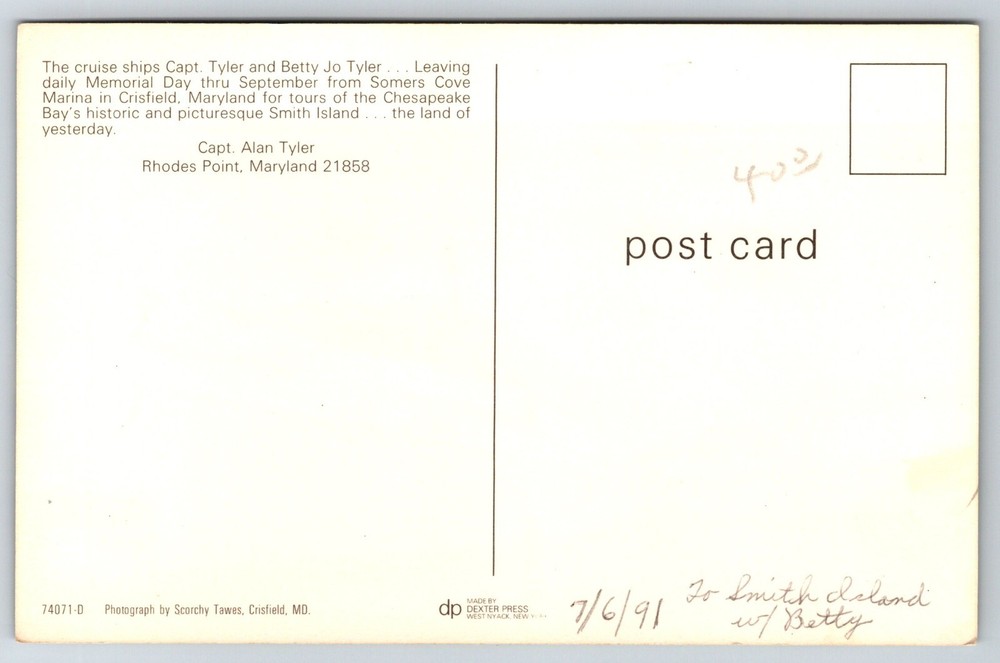 The cruise ships Capt. Tyler and Betty Jo Tyler . . . Leaving
daily Memorial Day thru September from Somers Cove
Marina in Crisfield, Maryland for tours of the Chesapeake
Bay's historic and picturesque Smith Island . . . the land of
yesterday.
Capt. Alan Tyler
Rhodes Point, Maryland 21858
post card
74071-D Photograph by Scorchy Tawes, Crisfield, MD.
dp
MADE BY
DEXTER PRESS
WEST NYACK, NEW
7/6/91
To Smith Island
w/ Betty